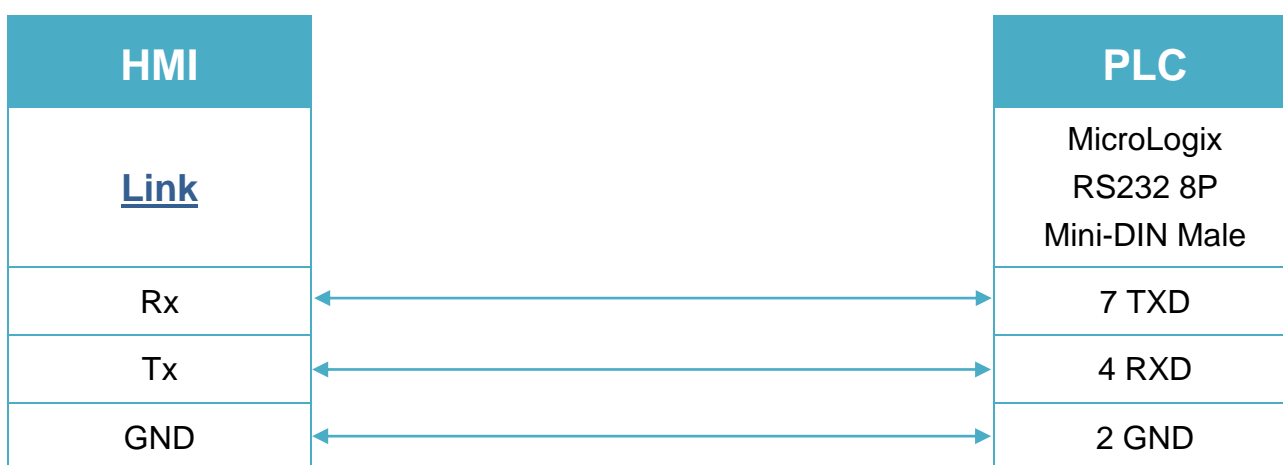 HMI
PLC
Link
MicroLogix
RS232 8P
Mini-DIN Male
Rx
7 TXD
Tx
4 RXD
GND
2 GND